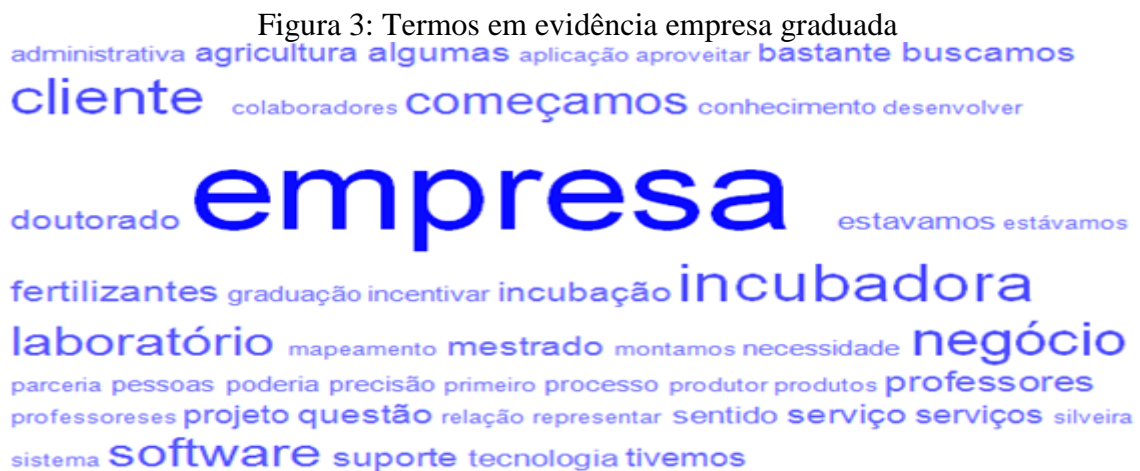 Figura 3: Termos em evidência empresa graduada
administrativa agricultura algumas aplicação aproveitar bastante buscamos
cliente colaboradores começamos conhecimento desenvolver
doutorado empresa estavamos estávamos
fertilizantes graduação incentivar incubação incubadora
laboratório mapeamento mestrado montamos necessidade negócio
parceria pessoas poderia precisão primeiro processo produtor produtos professores
professoreses projeto questão relação representar sentido serviço serviços silveira
sistema software suporte tecnologia tivemos